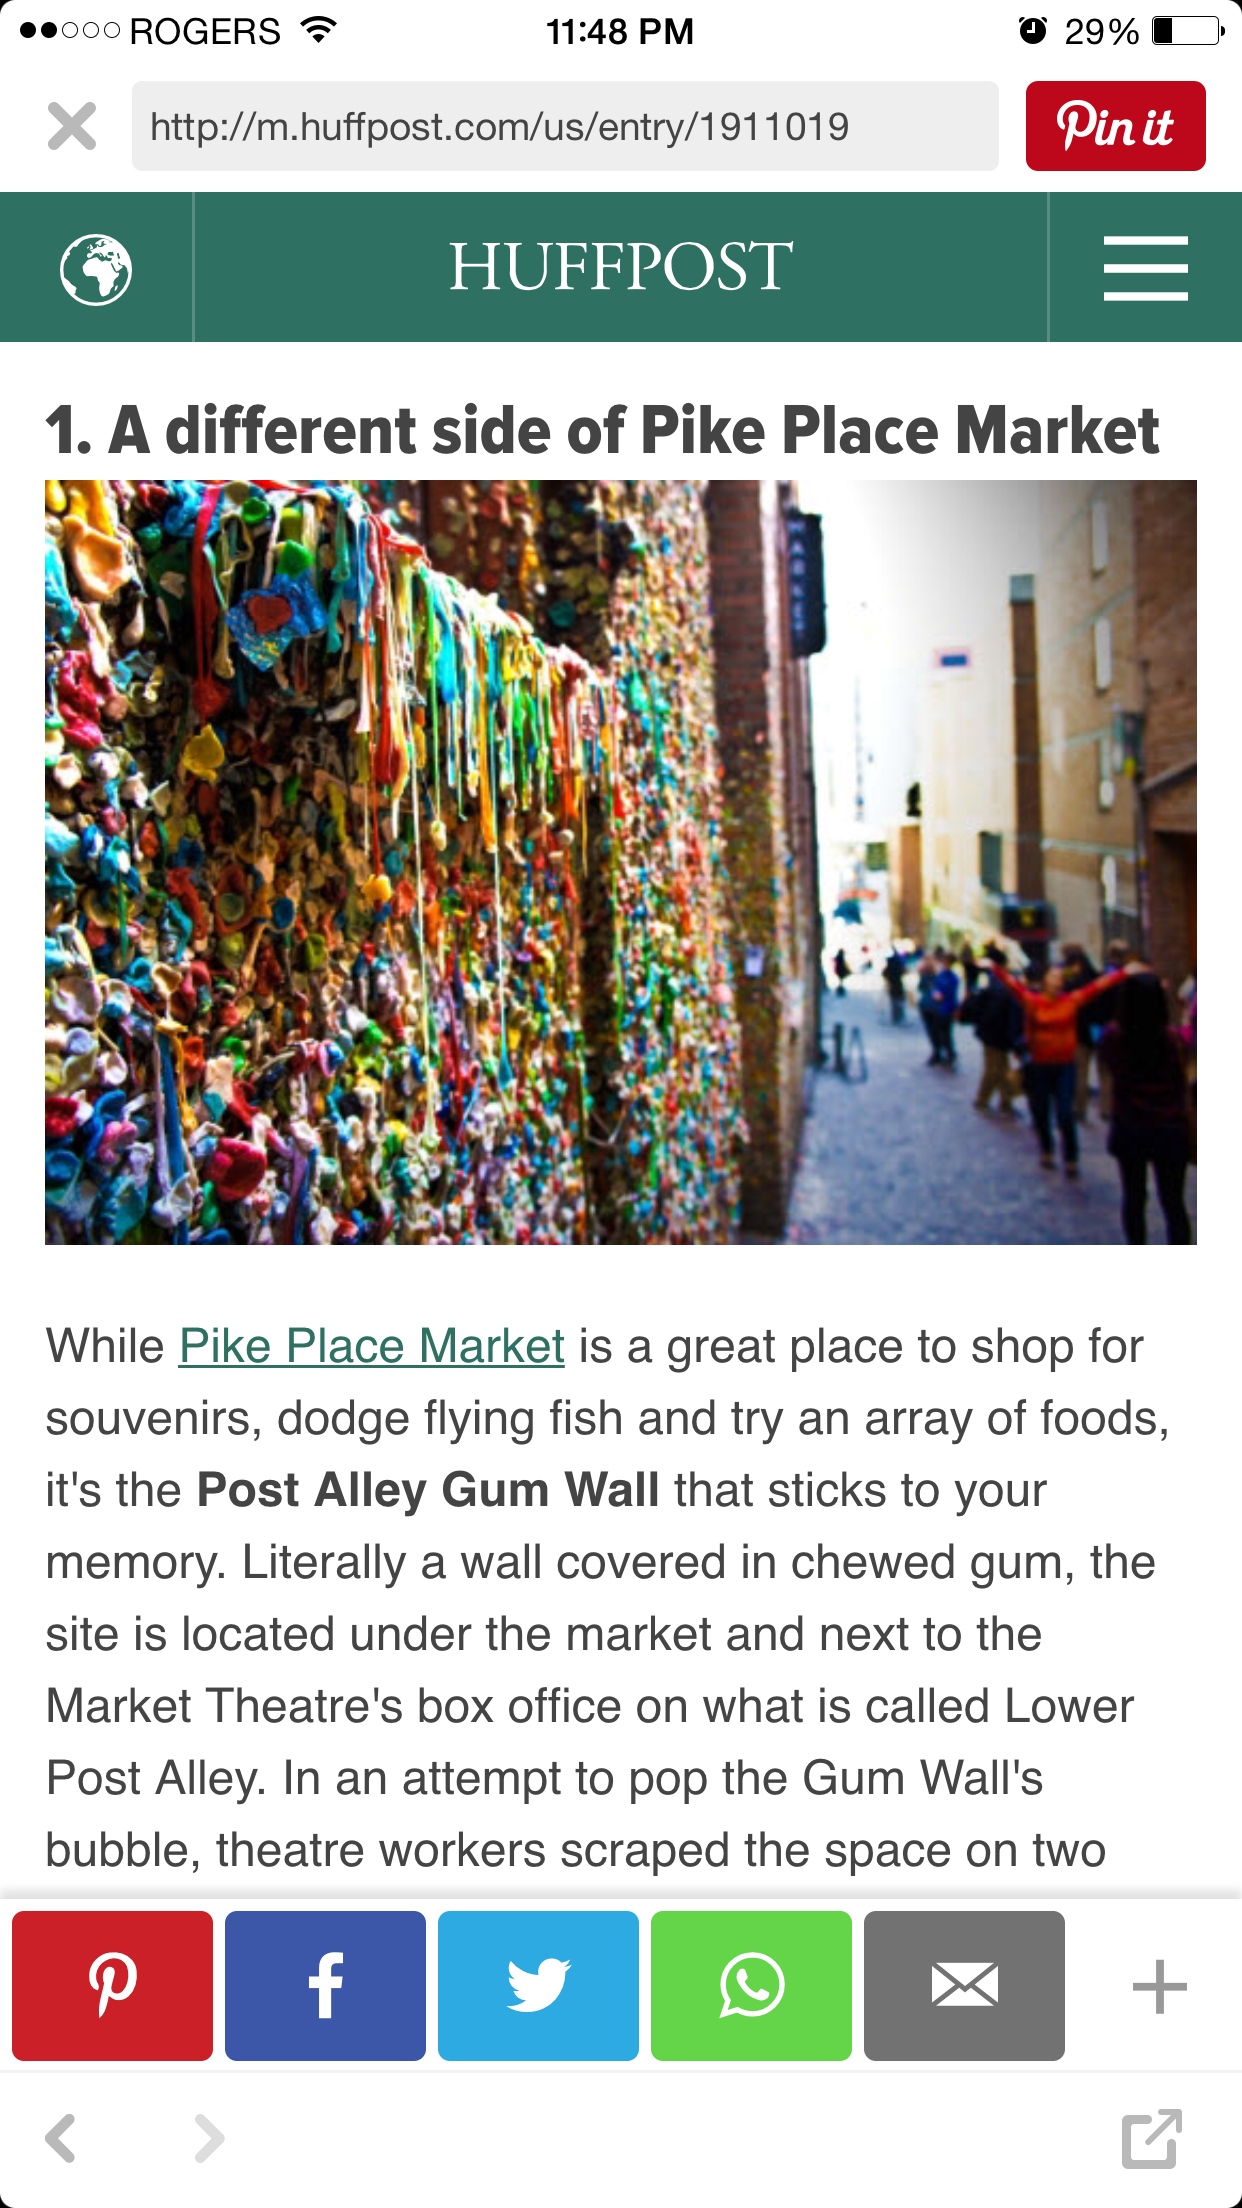 ROGERS 11:48 PM 29%
http://m.huffpost.com/us/entry/1911019 Pin it
HUFFPOST
1. A different side of Pike Place Market
MARKET
While Pike Place Market is a great place to shop for
souvenirs, dodge flying fish and try an array of foods,
it's the Post Alley Gum Wall that sticks to your
memory. Literally a wall covered in chewed gum, the
site is located under the market and next to the
Market Theatre's box office on what is called Lower
Post Alley. In an attempt to pop the Gum Wall's
bubble, theatre workers scraped the space on two